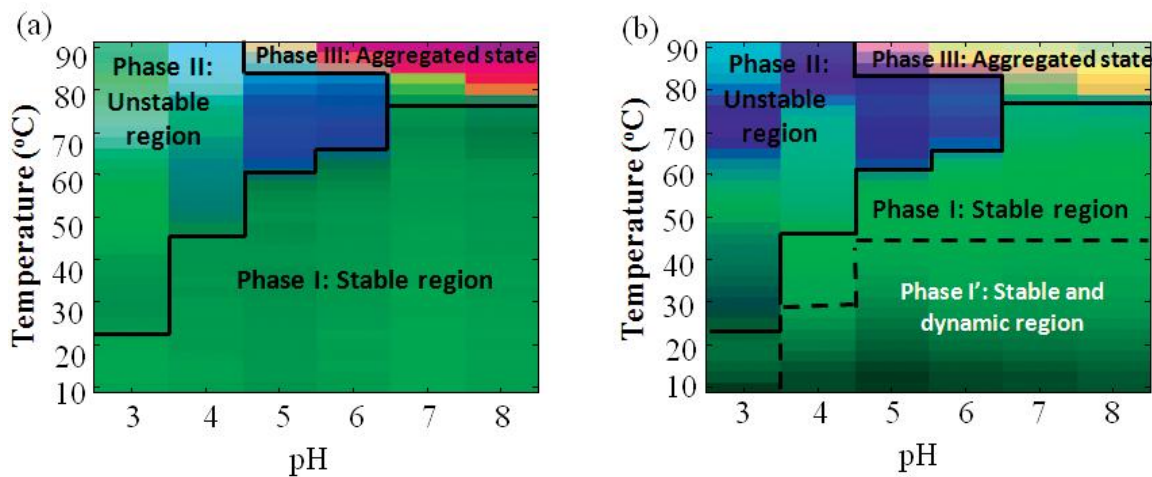 (a)
Temperature (°C)
90
80
70
60
50
40
30
20
10
Phase II:
Unstable
region
Phase III: Aggregated state
Phase I: Stable region
3 4 5 6 7 8
pH
(b)
Temperature (°C)
90
80
70
60
50
40
30
20
10
Phase II:
Unstable
region
Phase III: Aggregated state
Phase I: Stable region
Phase I’: Stable and
dynamic region
3 4 5 6 7 8
pH